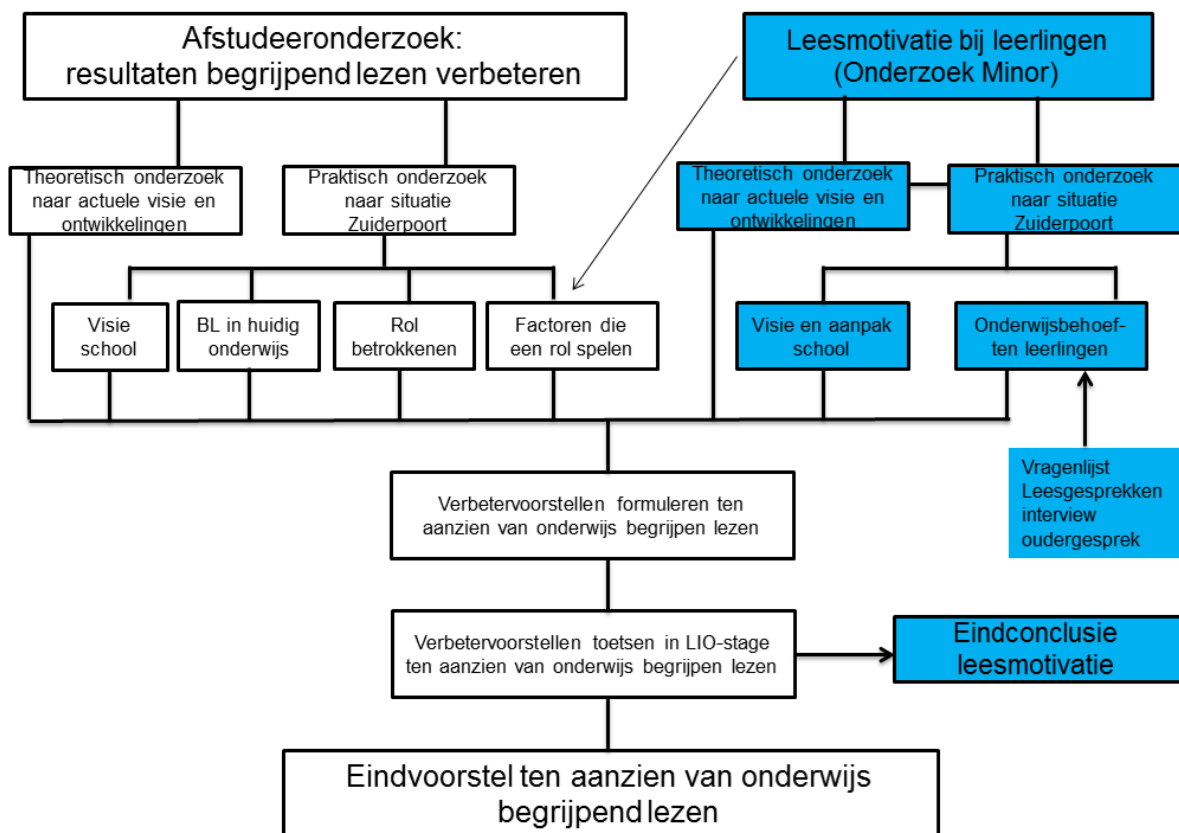 Afstudeeronderzoek:
resultaten begrijpend lezen verbeteren
Leesmotivatie bij leerlingen
(Onderzoek Minor)
Theoretisch onderzoek
naar actuele visie en
ontwikkelingen
Praktisch onderzoek
naar situatie
Zuiderpoort
Theoretisch onderzoek
naar actuele visie en
ontwikkelingen
Praktisch onderzoek
naar situatie
Zuiderpoort
Visie
school
BL in huidig
onderwijs
Rol
betrokkenen
Factoren die
een rol spelen
Visie en aanpak
school
Onderwijsbehoef-
ten leerlingen
Vragenlijst
Leesgesprekken
interview
oudergesprek
Verbetervoorstellen formuleren ten
aanzien van onderwijs begrijpen lezen
Verbetervoorstellen toetsen in LIO-stage
ten aanzien van onderwijs begrijpen lezen
Eindconclusie
leesmotivatie
Eindvoorstel ten aanzien van onderwijs
begrijpend lezen